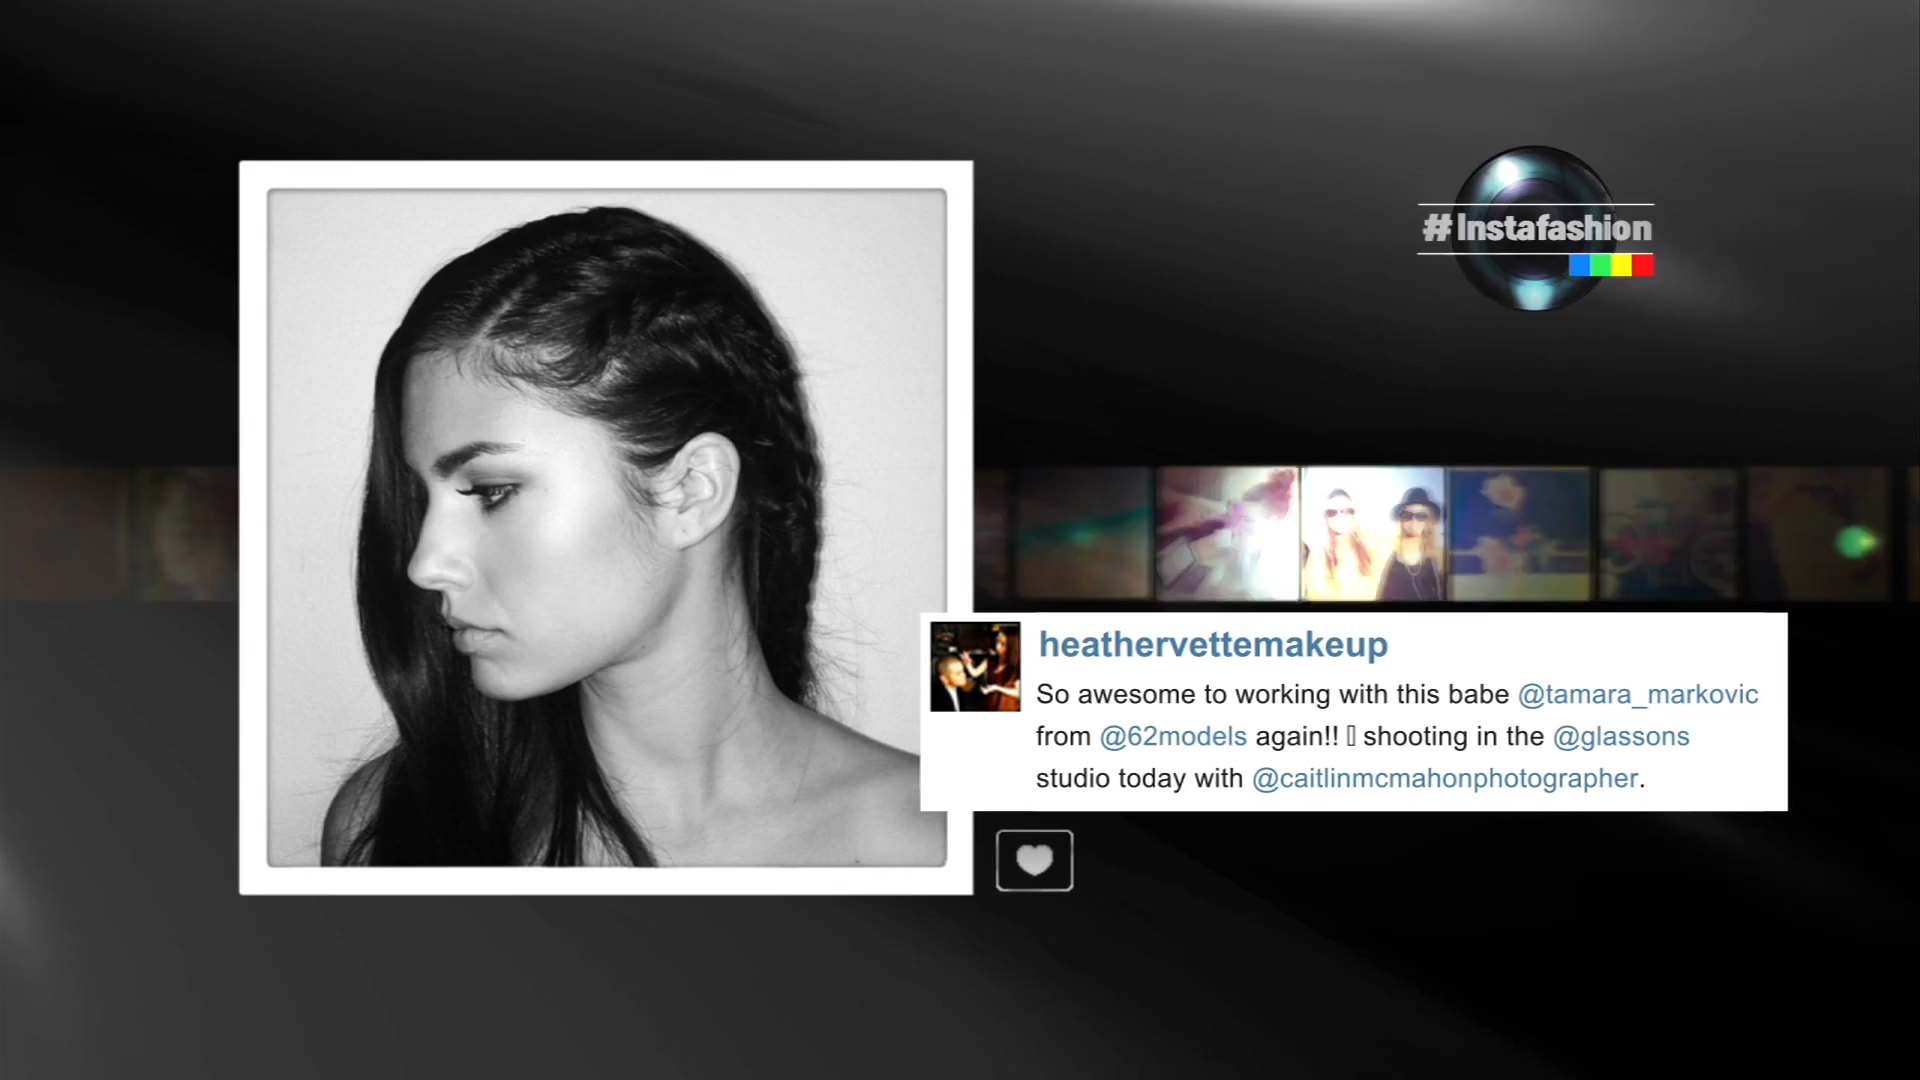 #Instafashion
heathervettemakeup
So awesome to working with this babe @tamara_markovic
from @62models again!! ▯ shooting in the @glassons
studio today with @caitlinmcmahonphotographer.